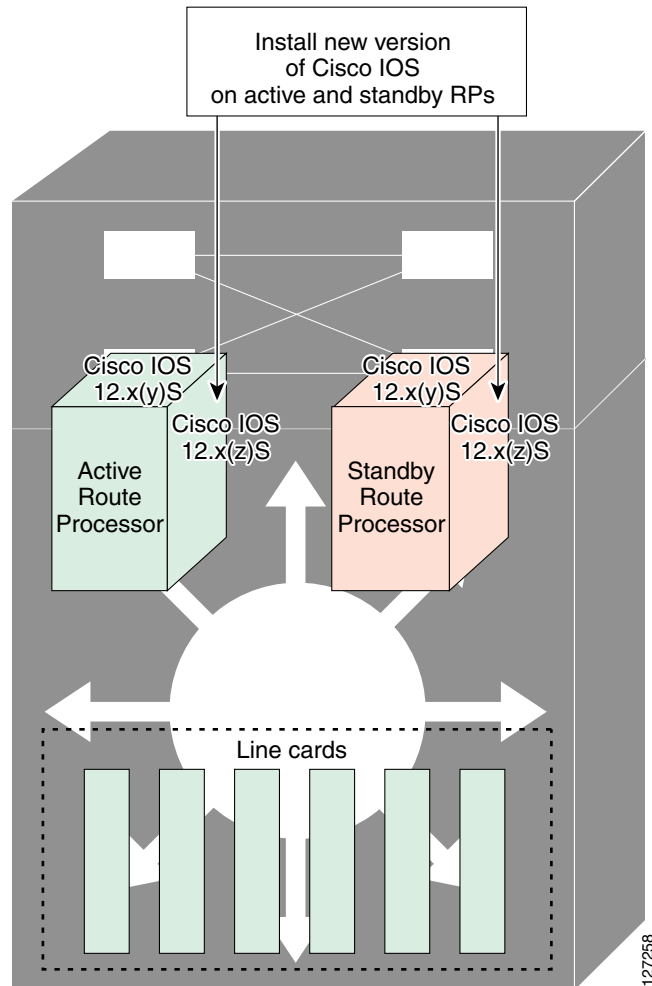 Install new version
of Cisco IOS
on active and standby RPs
Cisco IOS
12.x(y)S
Cisco IOS
12.x(z)S
Active
Route
Processor
Cisco IOS
12.x(y)S
Cisco IOS
12.x(z)S
Standby
Route
Processor
Line cards
127258